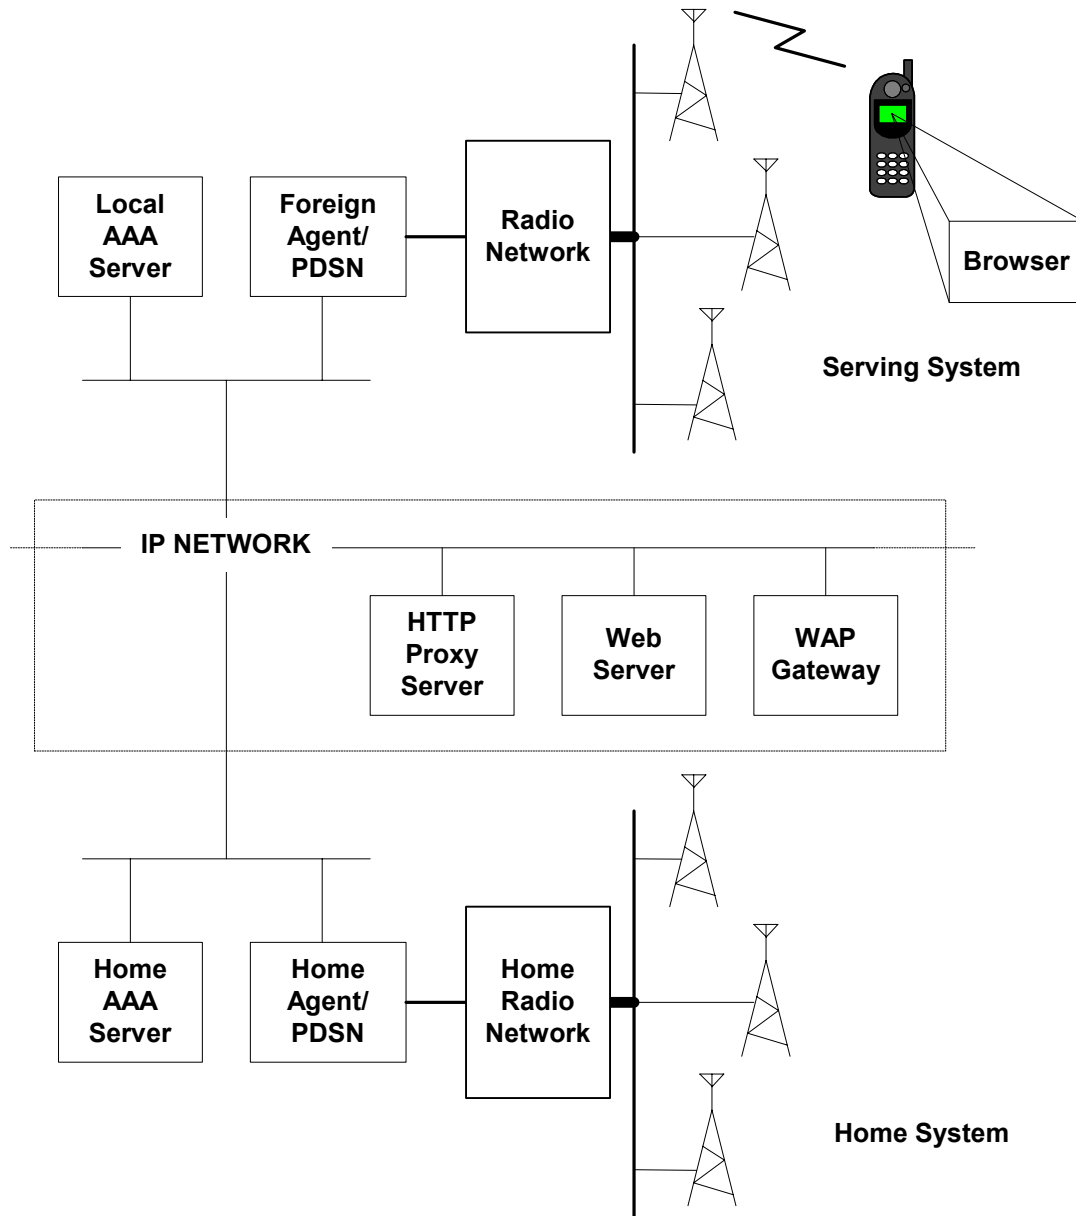 Local
AAA
Server
Foreign
Agent/
PDSN
Radio
Network
Browser
Serving System
IP NETWORK
HTTP
Proxy
Server
Web
Server
WAP
Gateway
Home
AAA
Server
Home
Agent/
PDSN
Home
Radio
Network
Home System